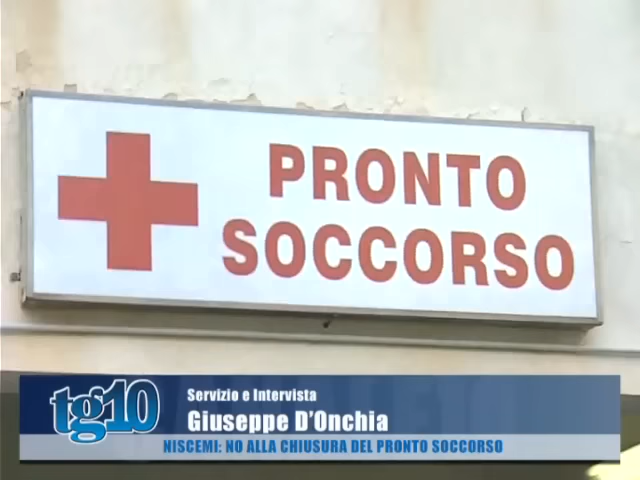 PRONTO
SOCCORSO
tg10
Servizio e Intervista
Giuseppe D'Onchia
NISCEMI: NO ALLA CHIUSURA DEL PRONTO SOCCORSO